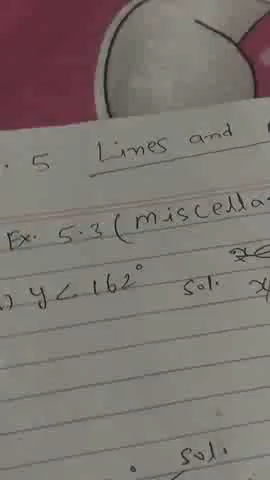 . 5 Lines and
Ex. 5.3 (Miscella
.) y < 162° sol. x
sol.